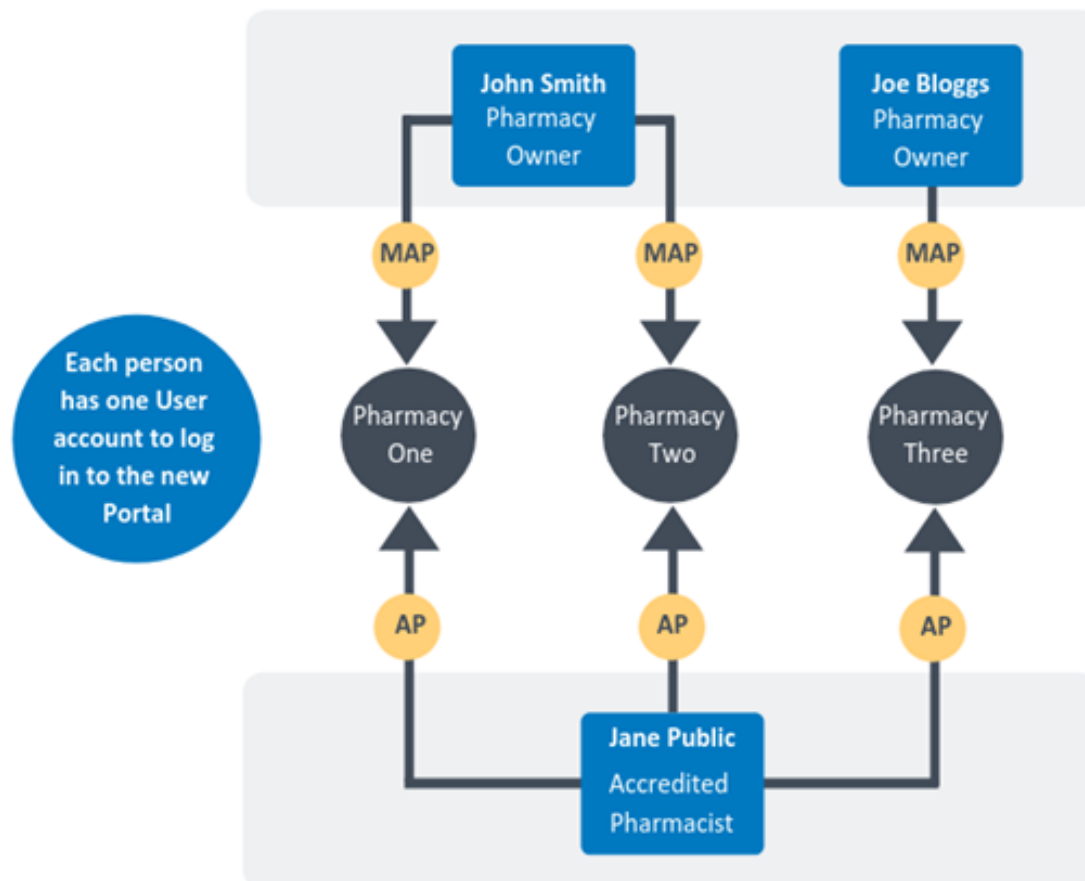 John Smith
Pharmacy
Owner
Joe Bloggs
Pharmacy
Owner
MAP
MAP
MAP
Each person
has one User
account to log
in to the new
Portal
Pharmacy
One
Pharmacy
Two
Pharmacy
Three
AP
AP
AP
Jane Public
Accredited
Pharmacist